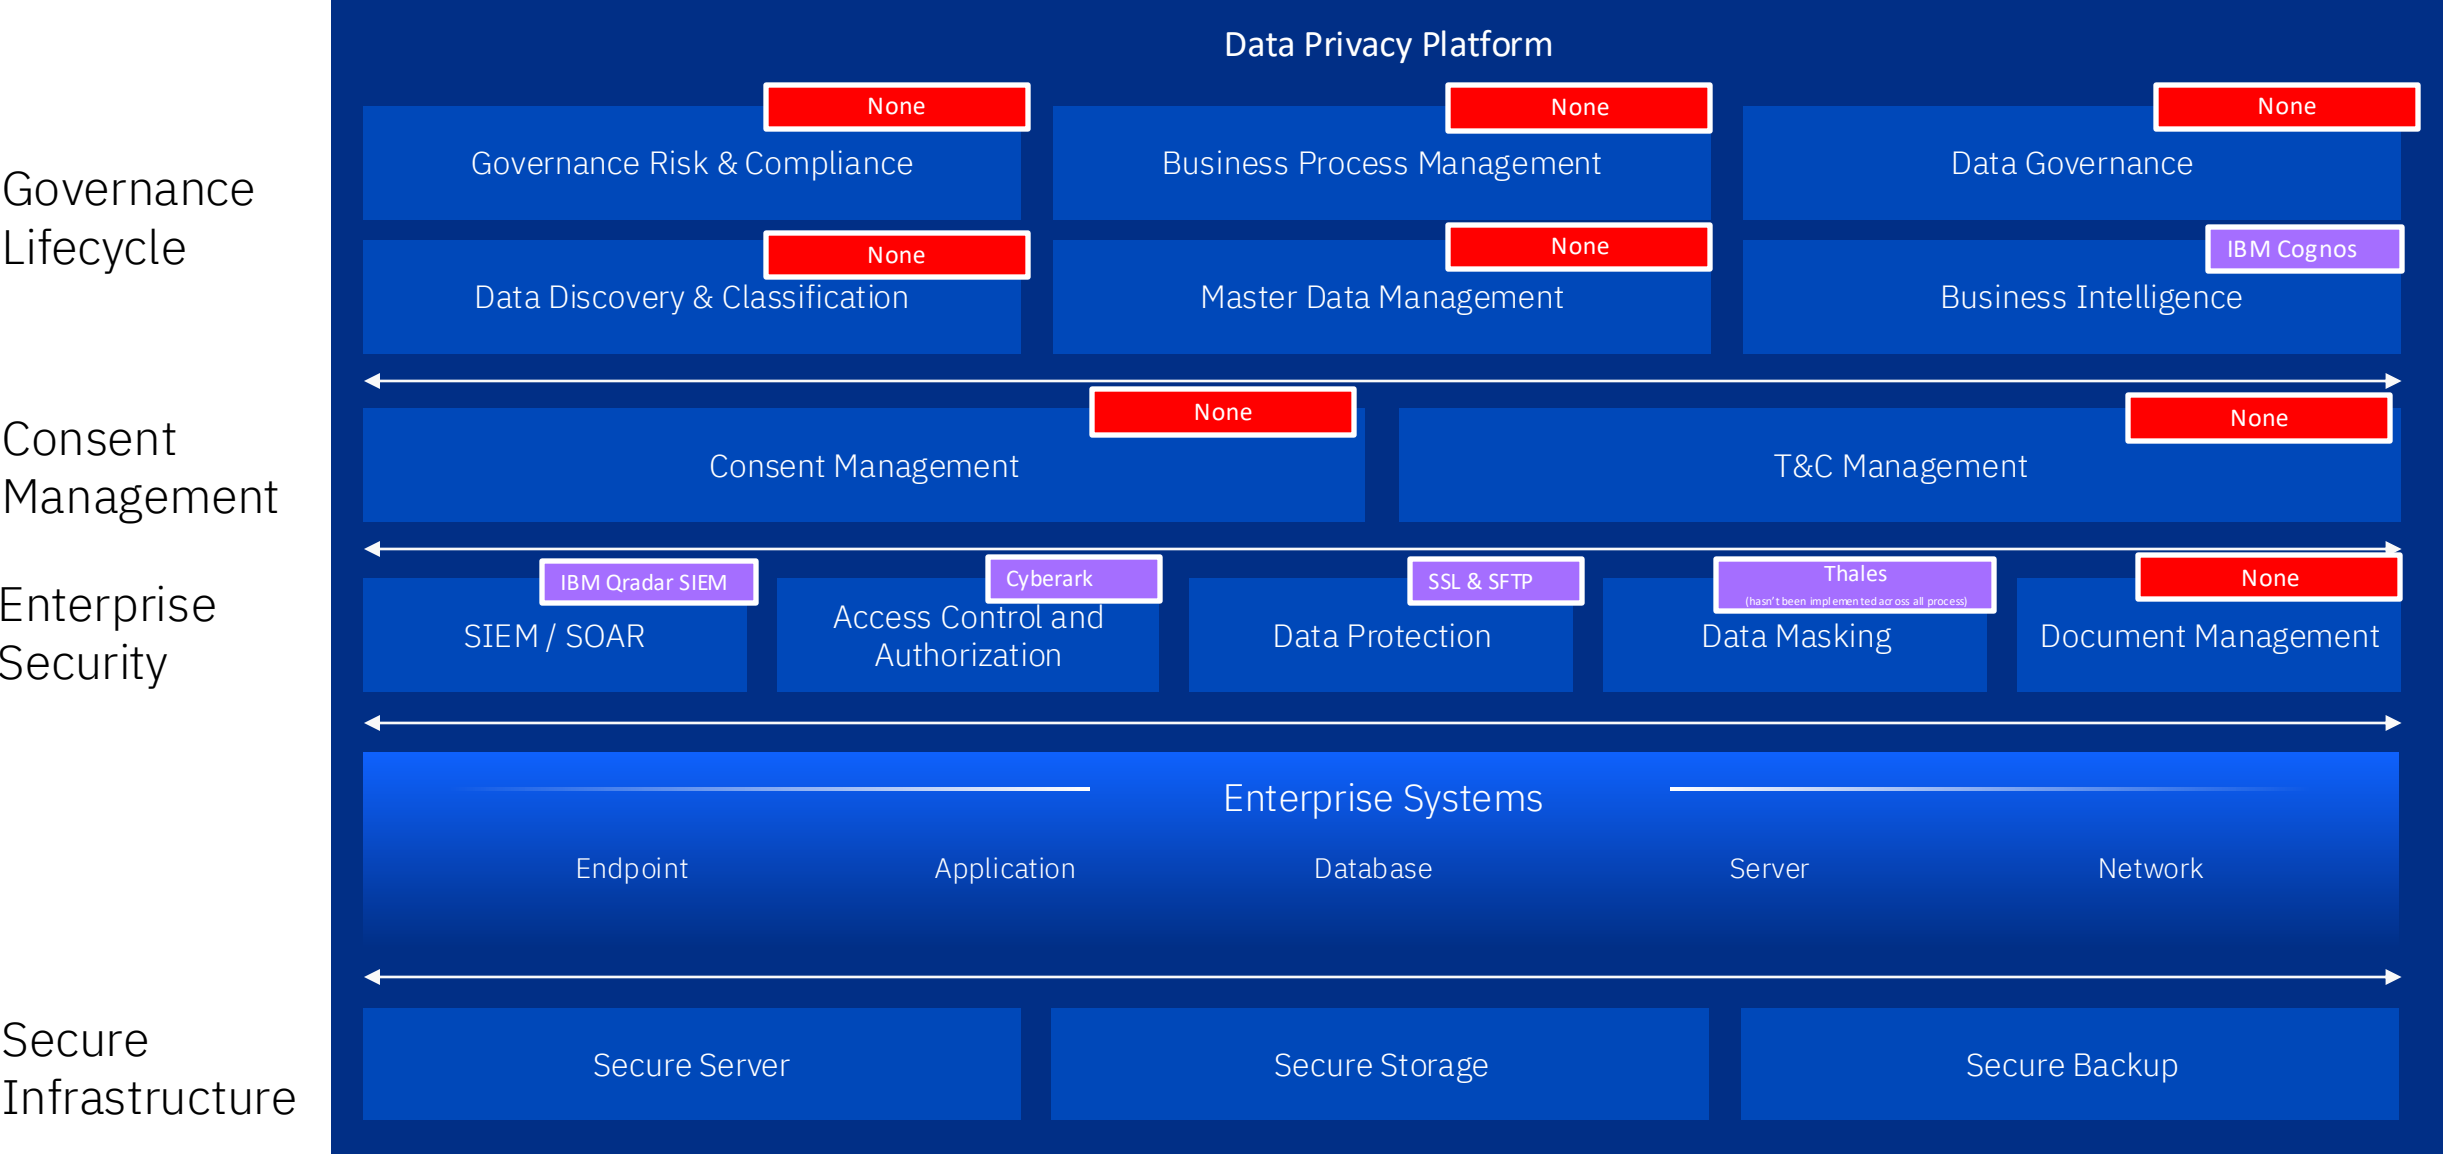 Data Privacy Platform
Governance
Lifecycle
None
Governance Risk & Compliance
None
Business Process Management
None
Data Governance
None
Data Discovery & Classification
None
Master Data Management
IBM Cognos
Business Intelligence
Consent
Management
None
Consent Management
None
T&C Management
Enterprise
Security
IBM Qradar SIEM
SIEM / SOAR
Cyberark
Access Control and
Authorization
SSL & SFTP
Data Protection
Thales
(hasn't been implemented across all process)
Data Masking
None
Document Management
Enterprise Systems
Endpoint
Application
Database
Server
Network
Secure
Infrastructure
Secure Server
Secure Storage
Secure Backup